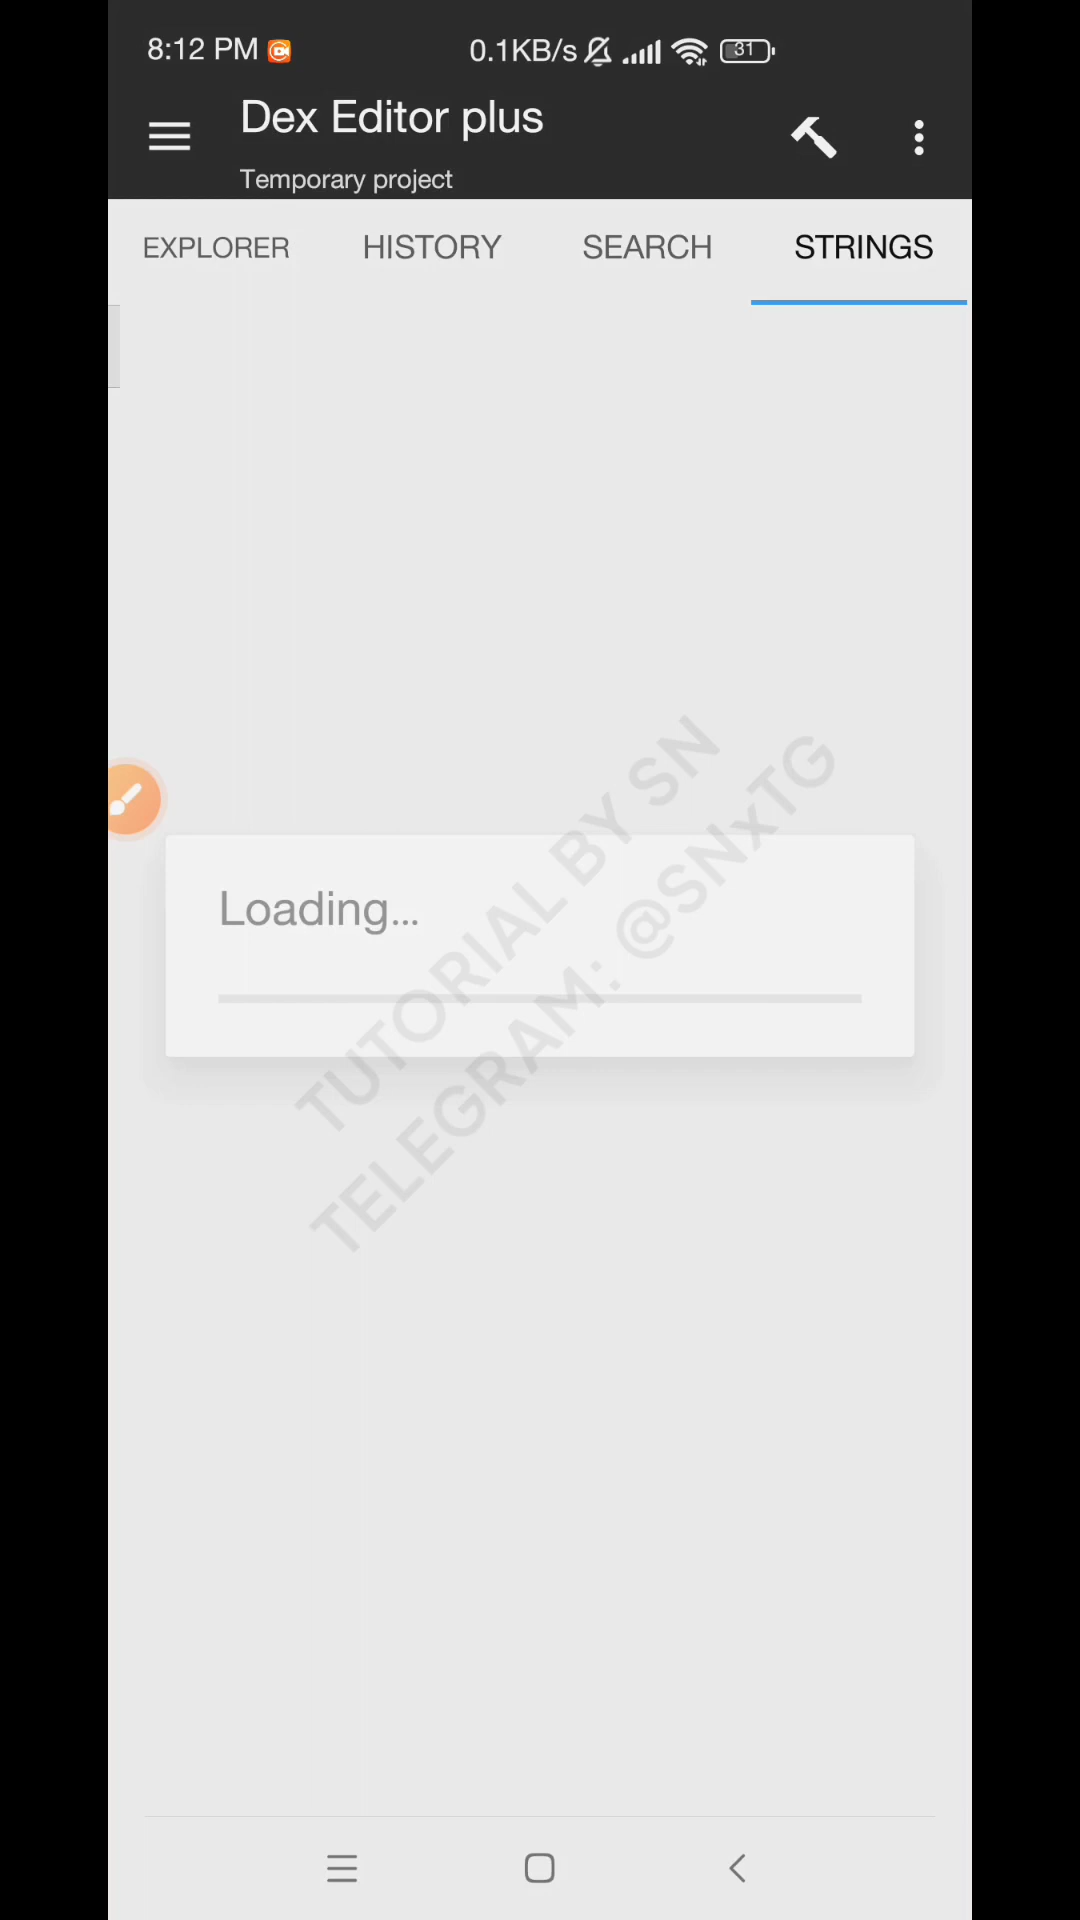 8:12 PM 0.1KB/s 31
Dex Editor plus
Temporary project
EXPLORER HISTORY SEARCH STRINGS
Loading...
TUTORIAL BY SN
TELEGRAM: @SNxTG